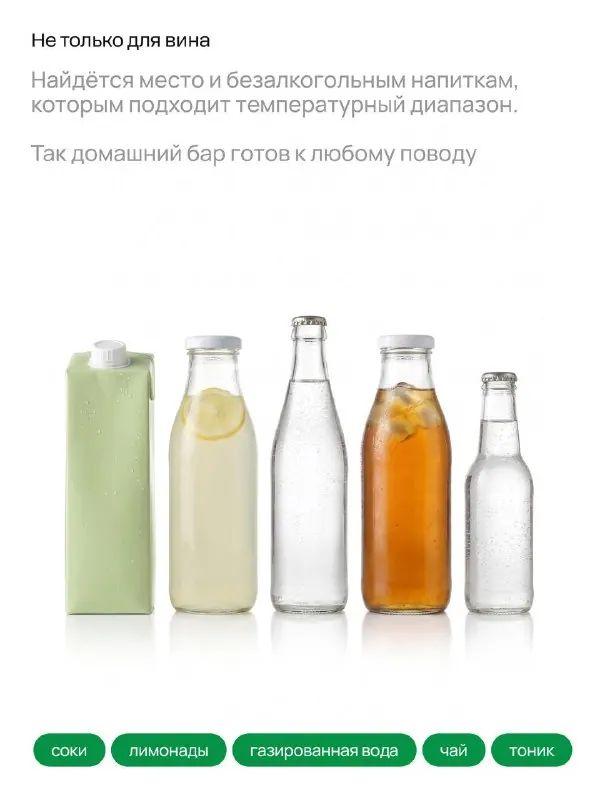 Не только для вина
Найдётся место и безалкогольным напиткам,
которым подходит температурный диапазон.
Так домашний бар готов к любому поводу
соки
лимонады
газированная вода
чай
тоник